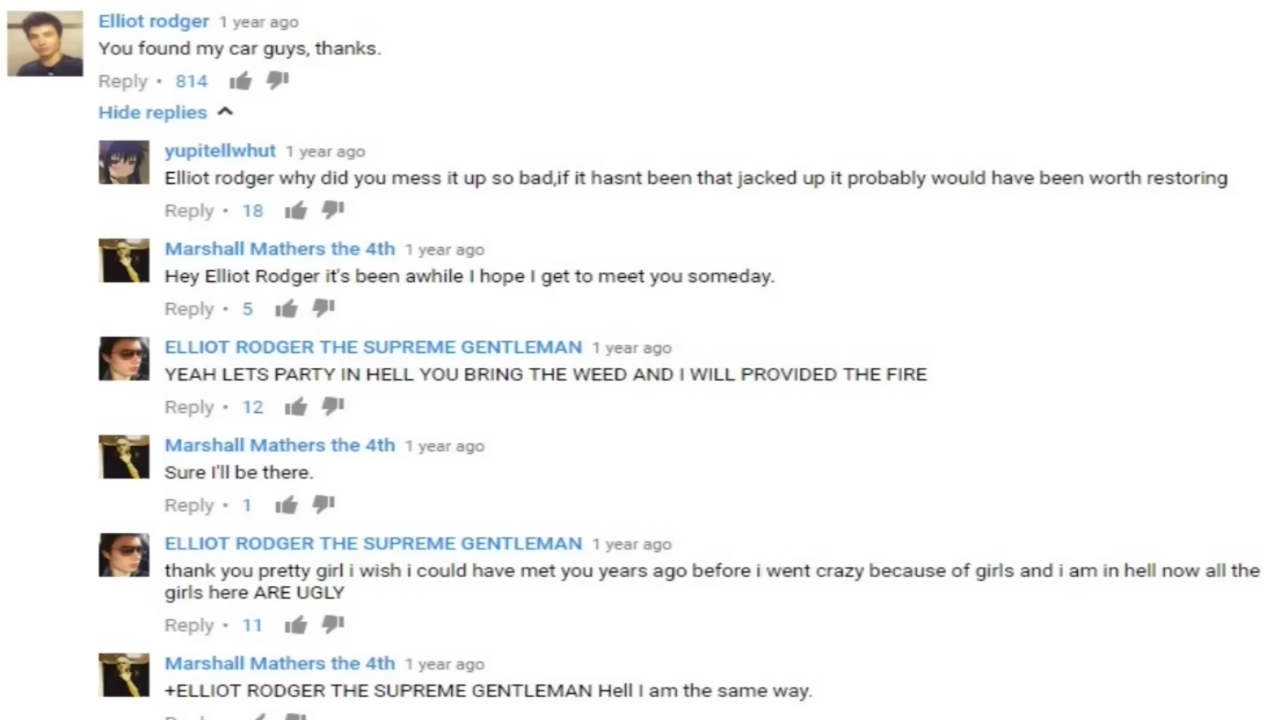 Elliot rodger 1 year ago
You found my car guys, thanks.
Reply • 814
Hide replies
yupitellwhut 1 year ago
Elliot rodger why did you mess it up so bad,if it hasnt been that jacked up it probably would have been worth restoring
Reply • 18
Marshall Mathers the 4th 1 year ago
Hey Elliot Rodger it's been awhile I hope I get to meet you someday.
Reply • 5
ELLIOT RODGER THE SUPREME GENTLEMAN 1 year ago
YEAH LETS PARTY IN HELL YOU BRING THE WEED AND I WILL PROVIDED THE FIRE
Reply • 12
Marshall Mathers the 4th 1 year ago
Sure I'll be there.
Reply • 1
ELLIOT RODGER THE SUPREME GENTLEMAN 1 year ago
thank you pretty girl i wish i could have met you years ago before i went crazy because of girls and i am in hell now all the
girls here ARE UGLY
Reply • 11
Marshall Mathers the 4th 1 year ago
+ELLIOT RODGER THE SUPREME GENTLEMAN Hell I am the same way.